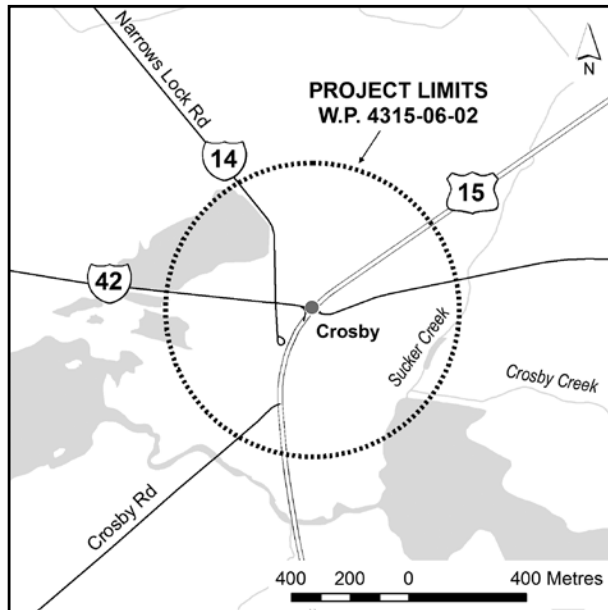 N
Narrows Lock Rd
PROJECT LIMITS
W.P. 4315-06-02
14
15
42
Crosby
Sucker Creek
Crosby Creek
Crosby Rd
400 200 0 400 Metres